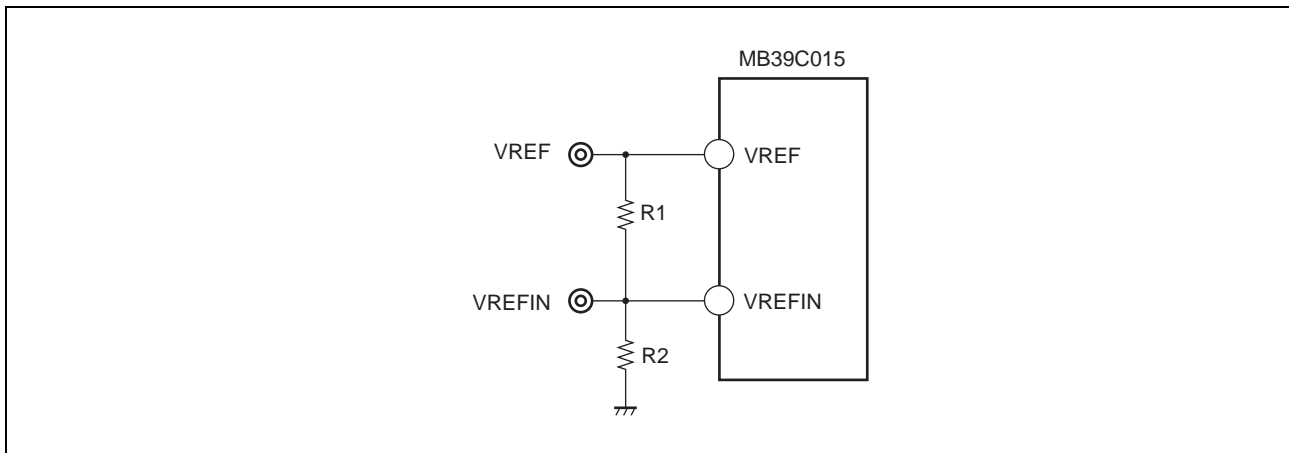 MB39C015
VREF
VREF
R1
VREFIN
VREFIN
R2